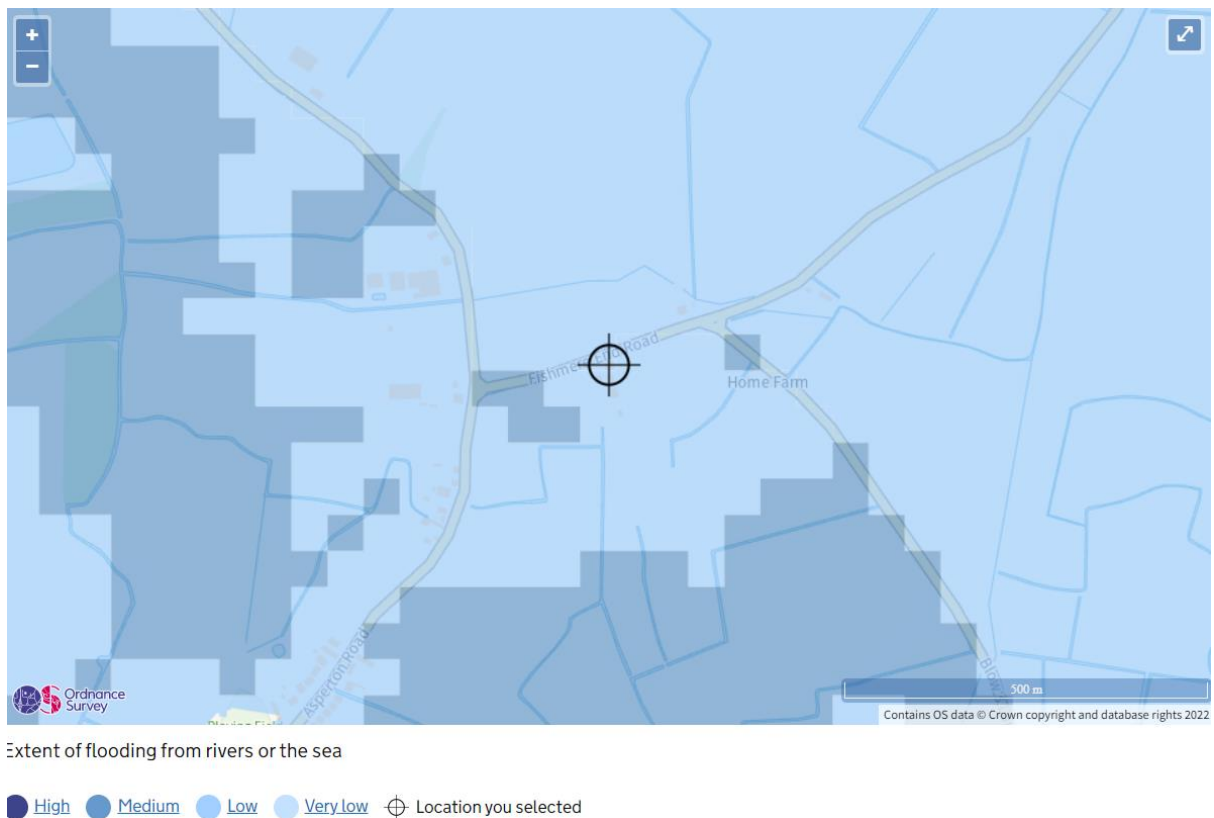 +
−
Fishmere End Road
Home Farm
Asperton Road
Ordnance
Survey
500 m
Contains OS data © Crown copyright and database rights 2022
Extent of flooding from rivers or the sea
High Medium Low Very low Location you selected